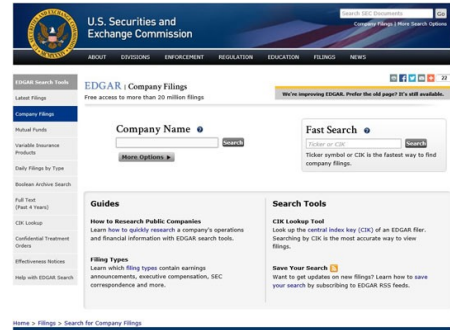 U.S. Securities and
Exchange Commission
Search SEC Documents
Go
Company Filings | More Search Options
ABOUT DIVISIONS ENFORCEMENT REGULATION EDUCATION FILINGS NEWS
EDGAR Search Tools
Latest Filings
Company Filings
Mutual Funds
Variable Insurance
Products
Daily Filings by Type
Boolean Archive Search
Full Text
(Past 4 Years)
CIK Lookup
Confidential Treatment
Orders
Effectiveness Notices
Help with EDGAR Search
22
EDGAR | Company Filings
Free access to more than 20 million filings
We're improving EDGAR. Prefer the old page? It's still available.
Company Name
Search
More Options
Fast Search
Ticker or CIK
Search
Ticker symbol or CIK is the fastest way to find
company filings.
Guides
How to Research Public Companies
Learn how to quickly research a company's operations
and financial information with EDGAR search tools.
Filing Types
Learn which filing types contain earnings
announcements, executive compensation, SEC
correspondence and more.
Search Tools
CIK Lookup Tool
Look up the central index key (CIK) of an EDGAR filer.
Searching by CIK is the most accurate way to view
filings.
Save Your Search
Want to get updates on new filings? Learn how to save
your search by subscribing to EDGAR RSS feeds.
Home > Filings > Search for Company Filings